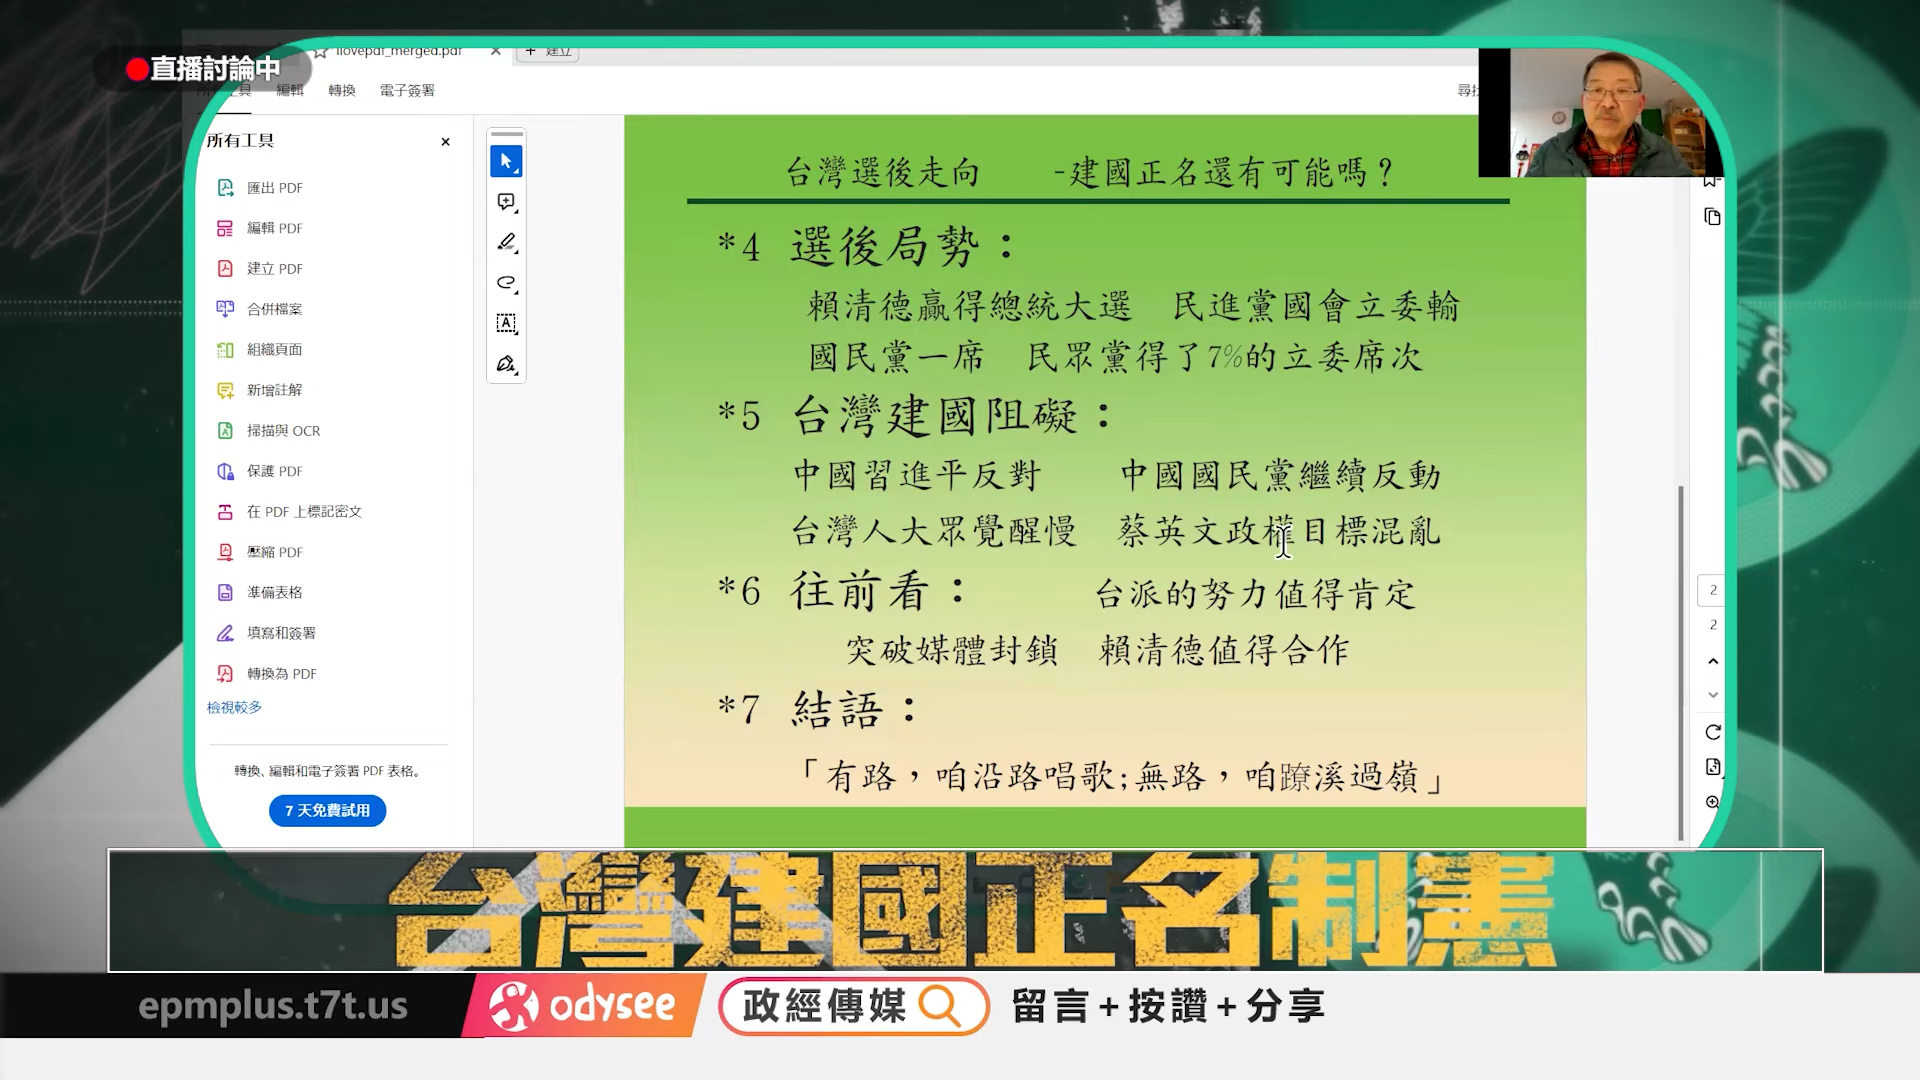 直播討論中
ilovepdf_merged.pdf
+ 建立
所有工具
編輯
轉換
電子簽署
所有工具
匯出 PDF
編輯 PDF
建立 PDF
合併檔案
組織頁面
新增註解
掃描與 OCR
保護 PDF
在 PDF 上標記密文
壓縮 PDF
準備表格
填寫和簽署
轉換為 PDF
檢視較多
轉換、編輯和電子簽署 PDF 表格。
7 天免費試用
台灣選後走向 -建國正名還有可能嗎？
*4 選後局勢：
賴清德贏得總統大選 民進黨國會立委輸
國民黨一席 民眾黨得了7%的立委席次
*5 台灣建國阻礙：
中國習進平反對 中國國民黨繼續反動
台灣人大眾覺醒慢 蔡英文政權目標混亂
*6 往前看： 台派的努力值得肯定
突破媒體封鎖 賴清德值得合作
*7 結語：
「有路，咱沿路唱歌;無路，咱蹽溪過嶺」
2
2
台灣建國正名制憲
epmplus.t7t.us
odysee
政經傳媒
留言+按讚+分享